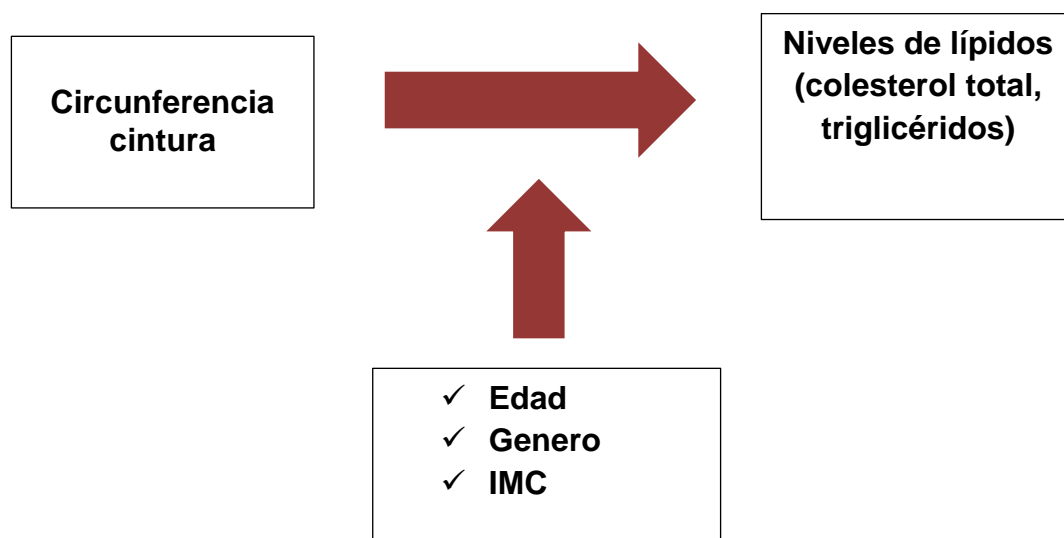 Circunferencia
cintura
Niveles de lípidos
(colesterol total,
triglicéridos)
✓ Edad
✓ Genero
✓ IMC